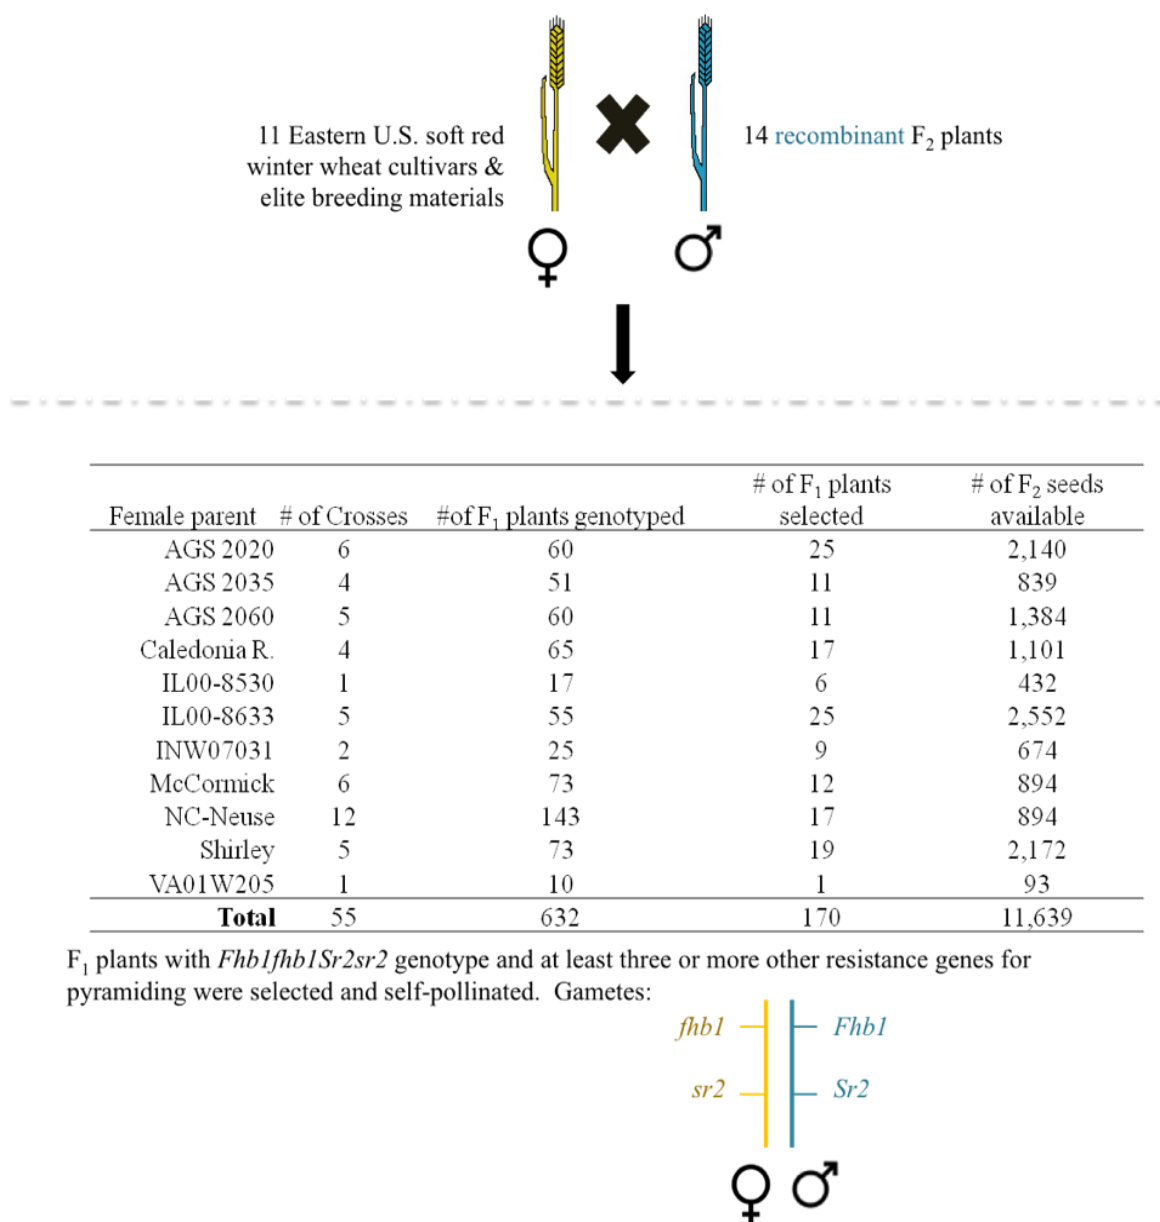 11 Eastern U.S. soft red
winter wheat cultivars &
elite breeding materials
14 recombinant F₂ plants
Female parent # of Crosses #of F₁ plants genotyped # of F₁ plants selected # of F₂ seeds available
AGS 2020 6 60 25 2,140
AGS 2035 4 51 11 839
AGS 2060 5 60 11 1,384
Caledonia R. 4 65 17 1,101
IL00-8530 1 17 6 432
IL00-8633 5 55 25 2,552
INW07031 2 25 9 674
McCormick 6 73 12 894
NC-Neuse 12 143 17 894
Shirley 5 73 19 2,172
VA01W205 1 10 1 93
Total 55 632 170 11,639
F₁ plants with Fhb1fhb1Sr2sr2 genotype and at least three or more other resistance genes for
pyramiding were selected and self-pollinated. Gametes:
fhb1 Fhb1
sr2 Sr2